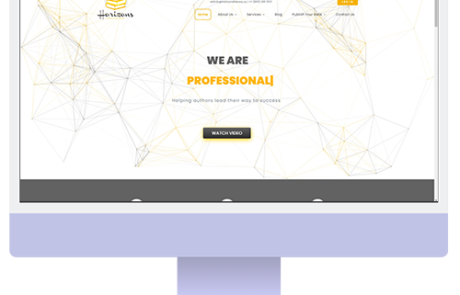 Horizons
Home About Us Services Blog Publish Your Book Contact Us
WE ARE
PROFESSIONAL|
Helping authors lead their way to success
WATCH VIDEO